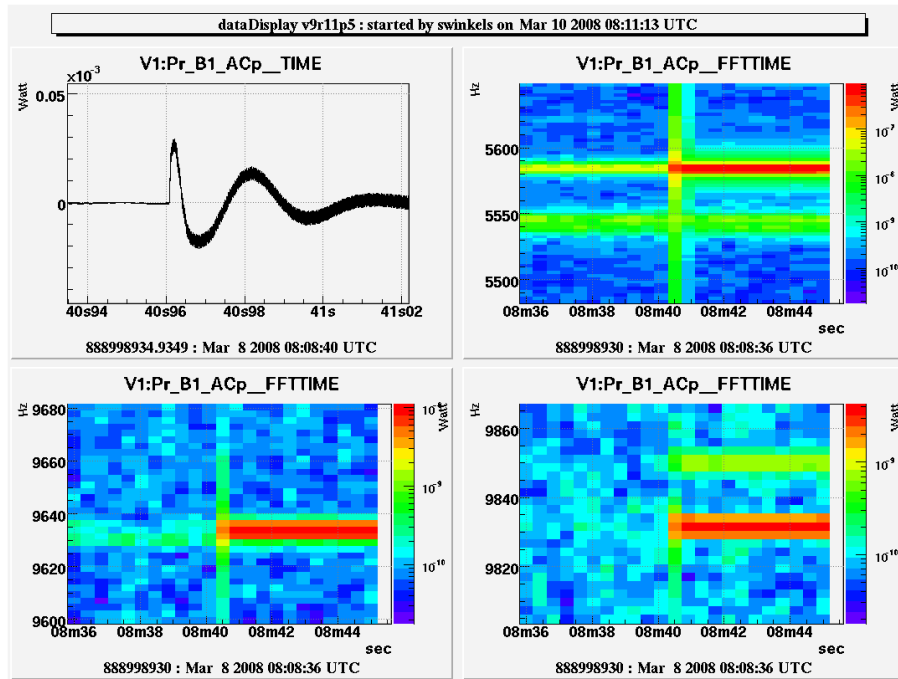 dataDisplay v9r11p5 : started by swinkels on Mar 10 2008 08:11:13 UTC
V1:Pr_B1_ACp__TIME
×10⁻³
Watt
0.05
0
40s94 40s96 40s98 41s 41s02
888998934.9349 : Mar 8 2008 08:08:40 UTC
V1:Pr_B1_ACp__FFTTIME
Hz
Watt
5600
5550
5500
10⁻⁷
10⁻⁸
10⁻⁹
10⁻¹⁰
08m36 08m38 08m40 08m42 08m44
sec
888998930 : Mar 8 2008 08:08:36 UTC
V1:Pr_B1_ACp__FFTTIME
Hz
Watt
9680
9660
9640
9620
9600
10⁻⁹
10⁻¹⁰
08m36 08m38 08m40 08m42 08m44
sec
888998930 : Mar 8 2008 08:08:36 UTC
V1:Pr_B1_ACp__FFTTIME
Hz
Watt
9860
9840
9820
10⁻⁹
10⁻¹⁰
08m36 08m38 08m40 08m42 08m44
sec
888998930 : Mar 8 2008 08:08:36 UTC